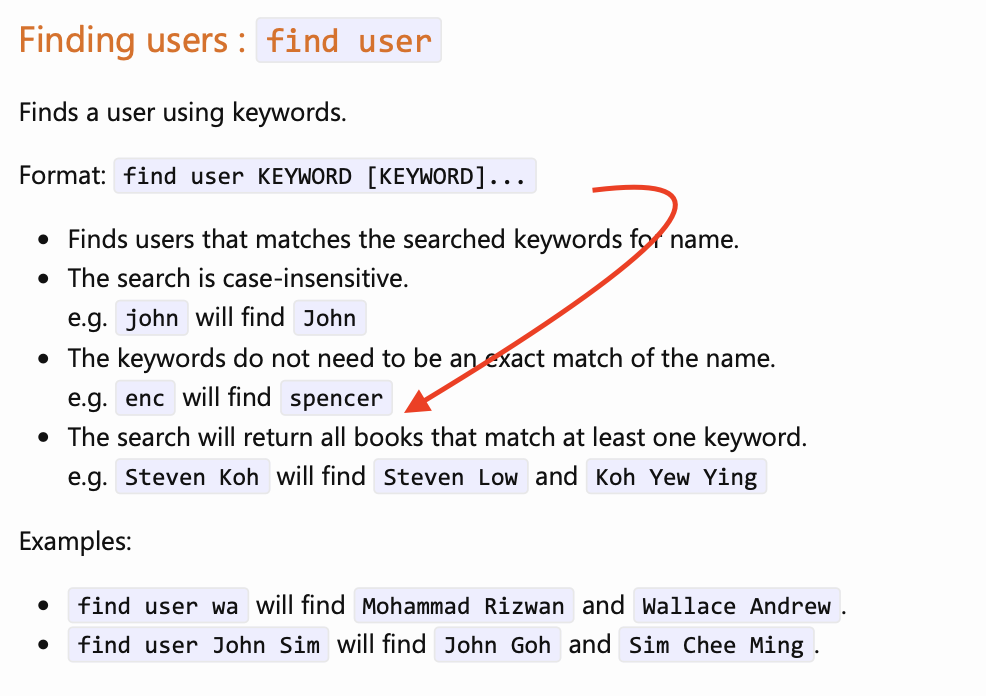 Finding users : find user
Finds a user using keywords.
Format: find user KEYWORD [KEYWORD]...
• Finds users that matches the searched keywords for name.
• The search is case-insensitive.
e.g. john will find John
• The keywords do not need to be an exact match of the name.
e.g. enc will find spencer
• The search will return all books that match at least one keyword.
e.g. Steven Koh will find Steven Low and Koh Yew Ying
Examples:
• find user wa will find Mohammad Rizwan and Wallace Andrew.
• find user John Sim will find John Goh and Sim Chee Ming.